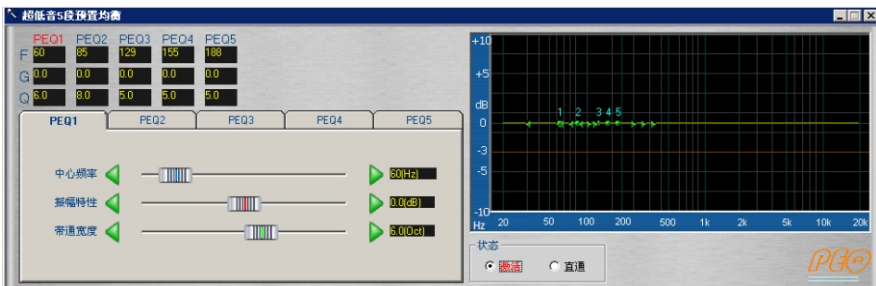 超低音5段预置均衡
PEQ1 PEQ2 PEQ3 PEQ4 PEQ5
F 60 85 129 155 188
G 0.0 0.0 0.0 0.0 0.0
Q 6.0 8.0 5.0 5.0 5.0
PEQ1 PEQ2 PEQ3 PEQ4 PEQ5
中心频率 60(Hz)
振幅特性 0.0(dB)
带通宽度 6.0(Oct)
+10
+5
dB
1 2 3 4 5
0
-3
-5
-10
Hz 20 50 100 200 500 1k 2k 5k 10k 20k
状态
激活 直通
PEQ